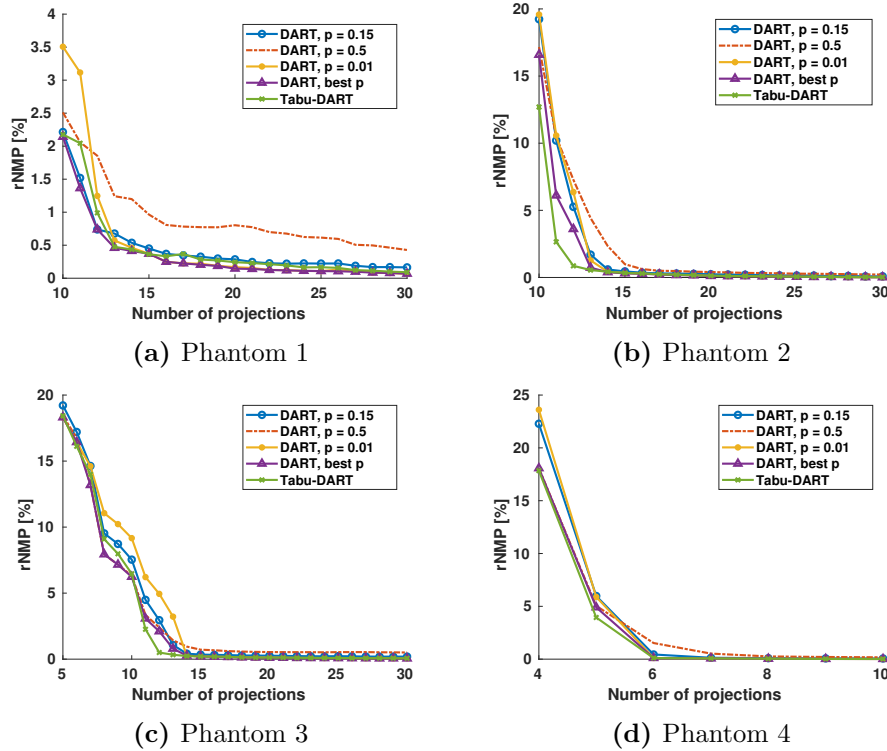 4
3.5
3
2.5
2
1.5
1
0.5
0
rNMP [%]
DART, p = 0.15
DART, p = 0.5
DART, p = 0.01
DART, best p
Tabu-DART
10 15 20 25 30
Number of projections
(a) Phantom 1
20
15
10
5
0
rNMP [%]
DART, p = 0.15
DART, p = 0.5
DART, p = 0.01
DART, best p
Tabu-DART
10 15 20 25 30
Number of projections
(b) Phantom 2
20
15
10
5
0
rNMP [%]
DART, p = 0.15
DART, p = 0.5
DART, p = 0.01
DART, best p
Tabu-DART
5 10 15 20 25 30
Number of projections
(c) Phantom 3
25
20
15
10
5
0
rNMP [%]
DART, p = 0.15
DART, p = 0.5
DART, p = 0.01
DART, best p
Tabu-DART
4 6 8 10
Number of projections
(d) Phantom 4